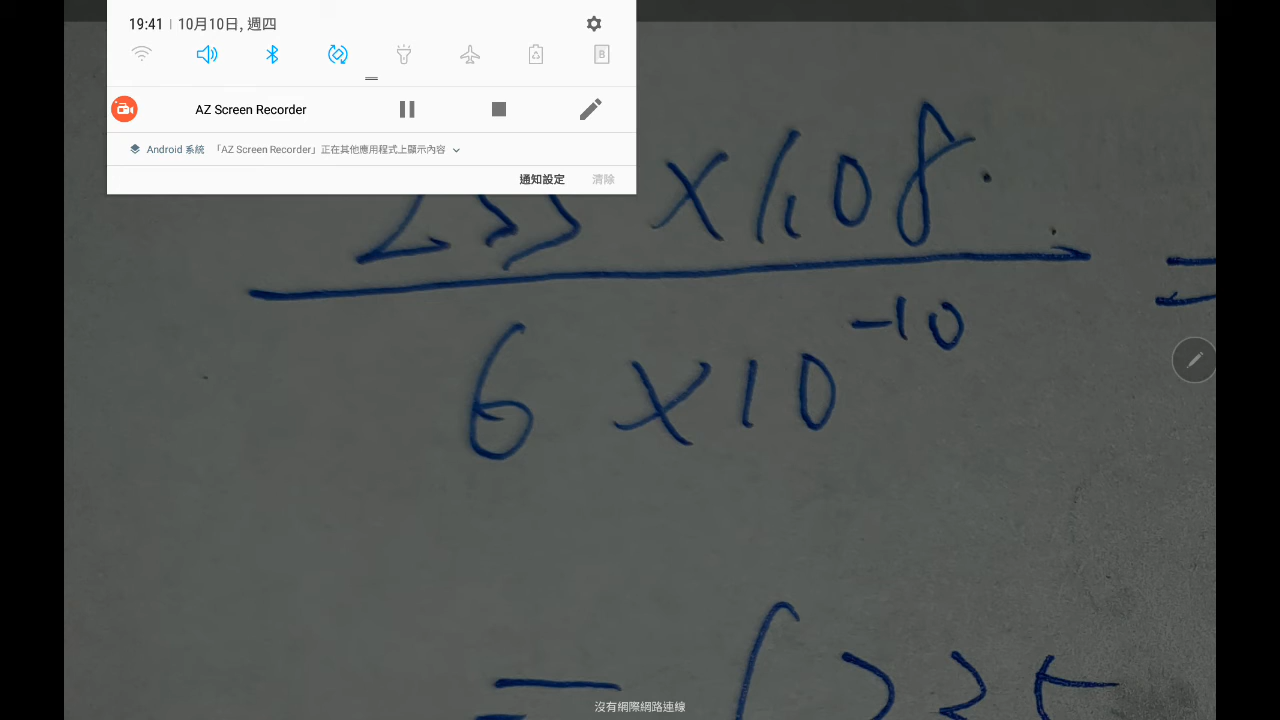 19:41 | 10月10日, 週四
B
AZ Screen Recorder
Android 系統 「AZ Screen Recorder」正在其他應用程式上顯示內容
通知設定 清除
× 1.08
=
6 × 10^-10
=
沒有網際網路連線